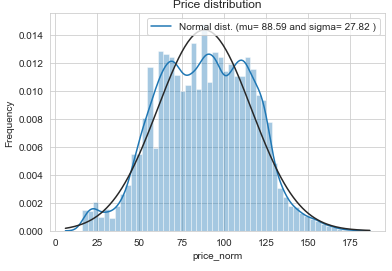 Price distribution
Normal dist. (mu= 88.59 and sigma= 27.82 )
Frequency
0.014
0.012
0.010
0.008
0.006
0.004
0.002
0.000
0 25 50 75 100 125 150 175
price_norm